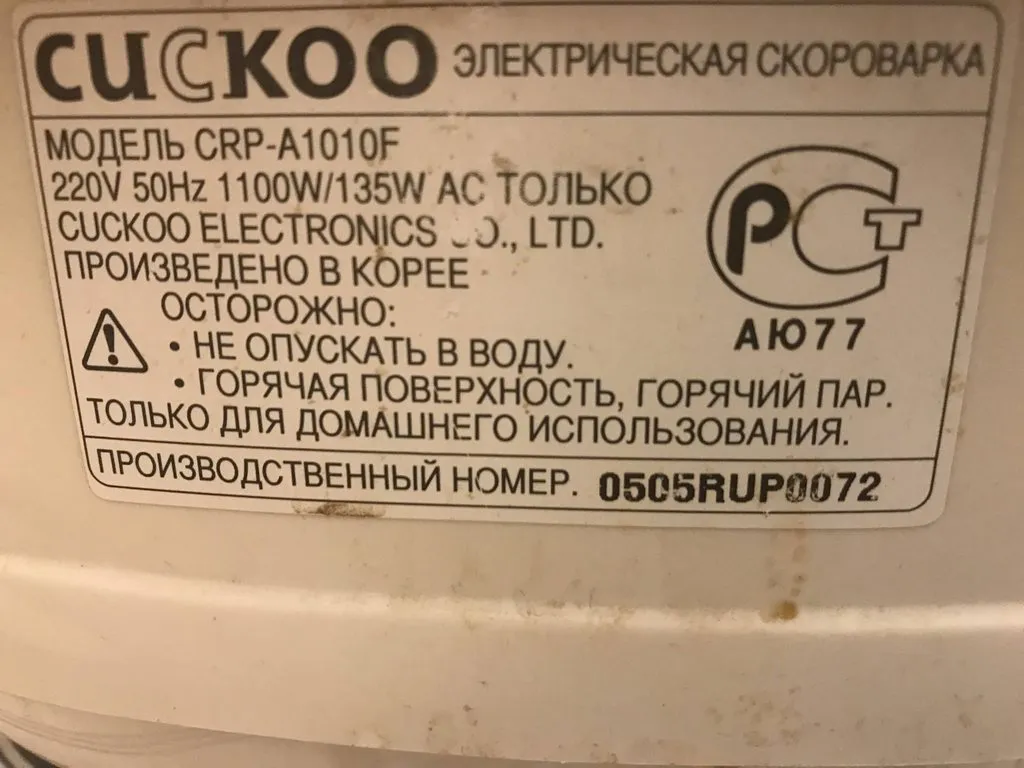 CUCKOO ЭЛЕКТРИЧЕСКАЯ СКОРОВАРКА
МОДЕЛЬ CRP-A1010F
220V 50Hz 1100W/135W AC ТОЛЬКО
CUCKOO ELECTRONICS CO., LTD.
ПРОИЗВЕДЕНО В КОРЕЕ
ОСТОРОЖНО:
• НЕ ОПУСКАТЬ В ВОДУ.
• ГОРЯЧАЯ ПОВЕРХНОСТЬ, ГОРЯЧИЙ ПАР.
ТОЛЬКО ДЛЯ ДОМАШНЕГО ИСПОЛЬЗОВАНИЯ.
ПРОИЗВОДСТВЕННЫЙ НОМЕР. 0505RUP0072
РСТ
АЮ77